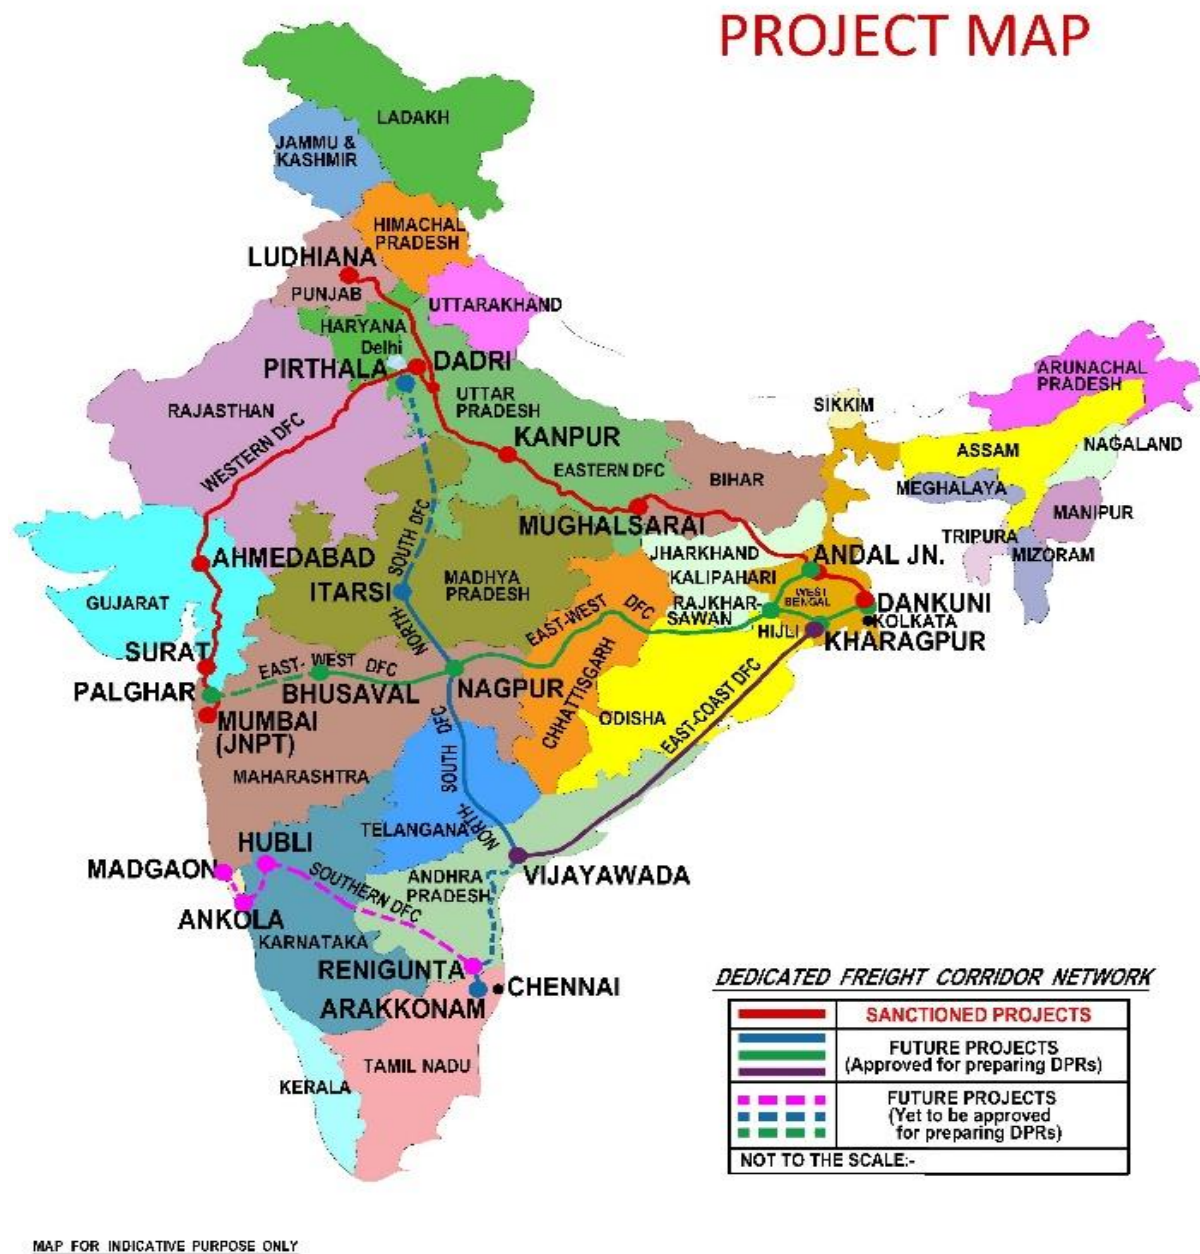 PROJECT MAP
LADAKH
JAMMU &
KASHMIR
HIMACHAL
PRADESH
LUDHIANA
PUNJAB
UTTARAKHAND
HARYANA
Delhi
PIRTHALA
DADRI
UTTAR
PRADESH
RAJASTHAN
WESTERN DFC
KANPUR
EASTERN DFC
BIHAR
SIKKIM
ARUNACHAL
PRADESH
ASSAM
NAGALAND
MEGHALAYA
MANIPUR
TRIPURA
MIZORAM
MUGHALSARAI
AHMEDABAD
GUJARAT
ITARSI
NORTH-
SOUTH DFC
MADHYA
PRADESH
JHARKHAND
ANDAL JN.
KALIPAHARI
WEST
BENGAL
RAJKHAR-
SAWAN
DANKUNI
KOLKATA
HIJLI
KHARAGPUR
EAST-WEST DFC
SURAT
PALGHAR
EAST- WEST DFC
BHUSAVAL
NAGPUR
CHHATTISGARH
ODISHA
EAST-COAST DFC
MUMBAI
(JNPT)
MAHARASHTRA
NORTH-
SOUTH DFC
TELANGANA
HUBLI
MADGAON
SOUTHERN DFC
ANDHRA
PRADESH
VIJAYAWADA
ANKOLA
KARNATAKA
RENIGUNTA
CHENNAI
ARAKKONAM
KERALA
TAMIL NADU
DEDICATED FREIGHT CORRIDOR NETWORK
SANCTIONED PROJECTS
FUTURE PROJECTS
(Approved for preparing DPRs)
FUTURE PROJECTS
(Yet to be approved
for preparing DPRs)
NOT TO THE SCALE:-
MAP FOR INDICATIVE PURPOSE ONLY